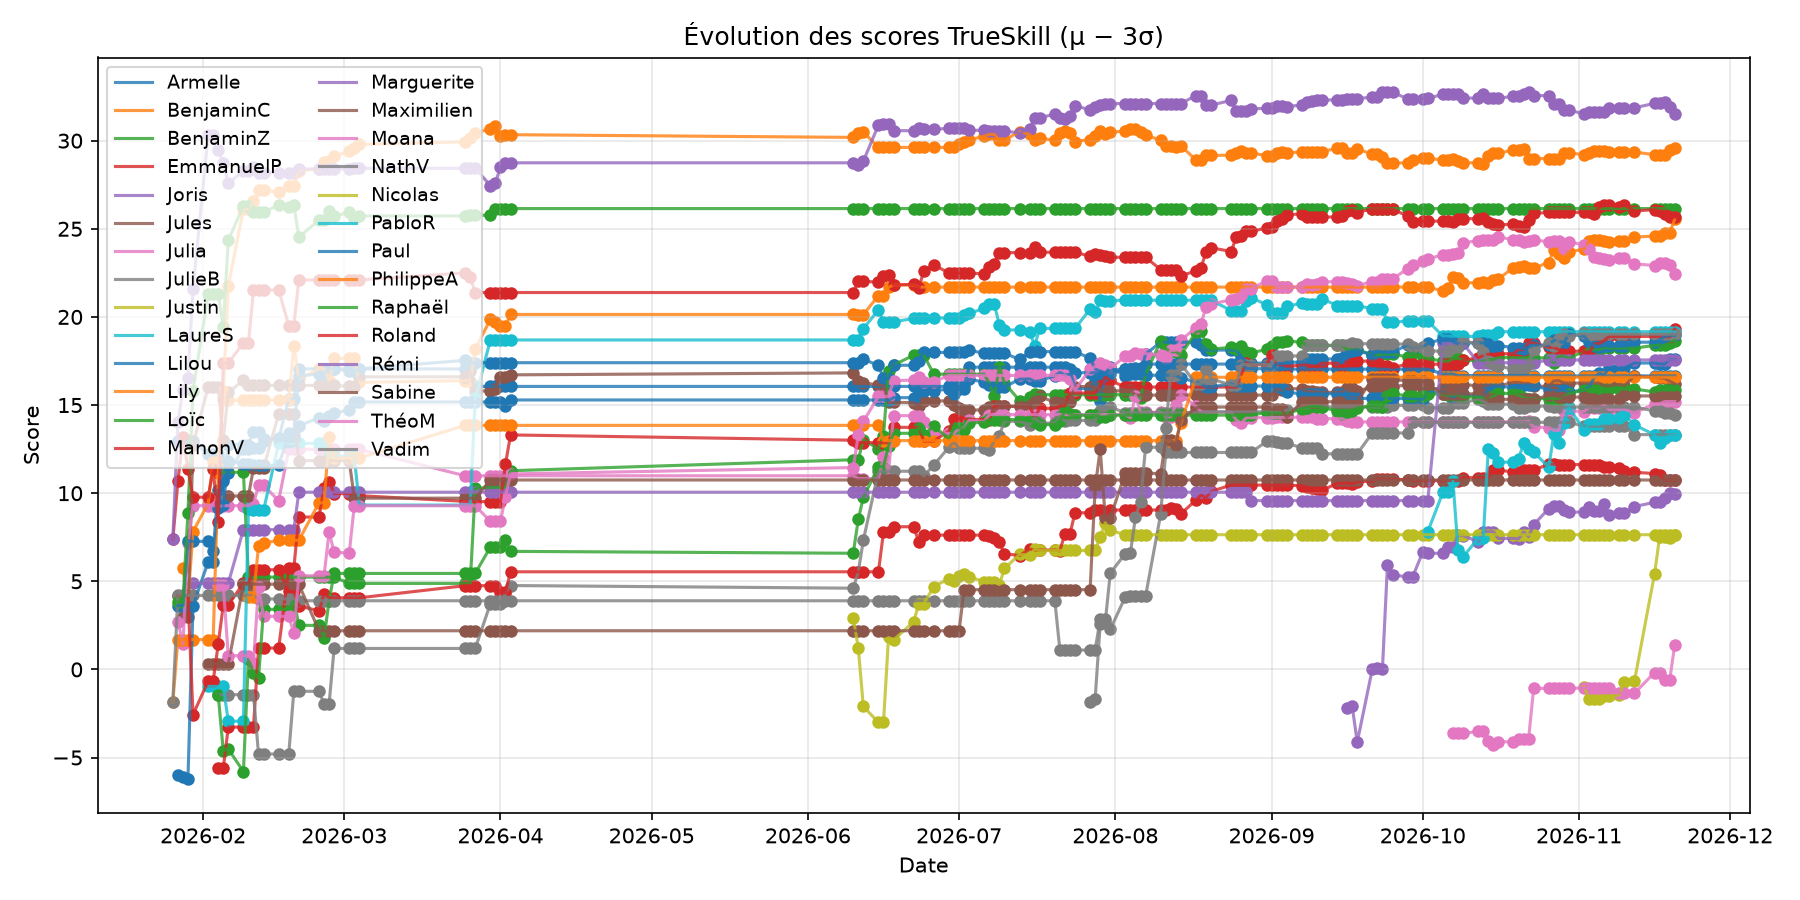 Évolution des scores TrueSkill (μ − 3σ)
Armelle
BenjaminC
BenjaminZ
EmmanuelP
Joris
Jules
Julia
JulieB
Justin
LaureS
Lilou
Lily
Loïc
ManonV
Marguerite
Maximilien
Moana
NathV
Nicolas
PabloR
Paul
PhilippeA
Raphaël
Roland
Rémi
Sabine
ThéoM
Vadim
Score
30
25
20
15
10
5
0
−5
2026-02 2026-03 2026-04 2026-05 2026-06 2026-07 2026-08 2026-09 2026-10 2026-11 2026-12
Date